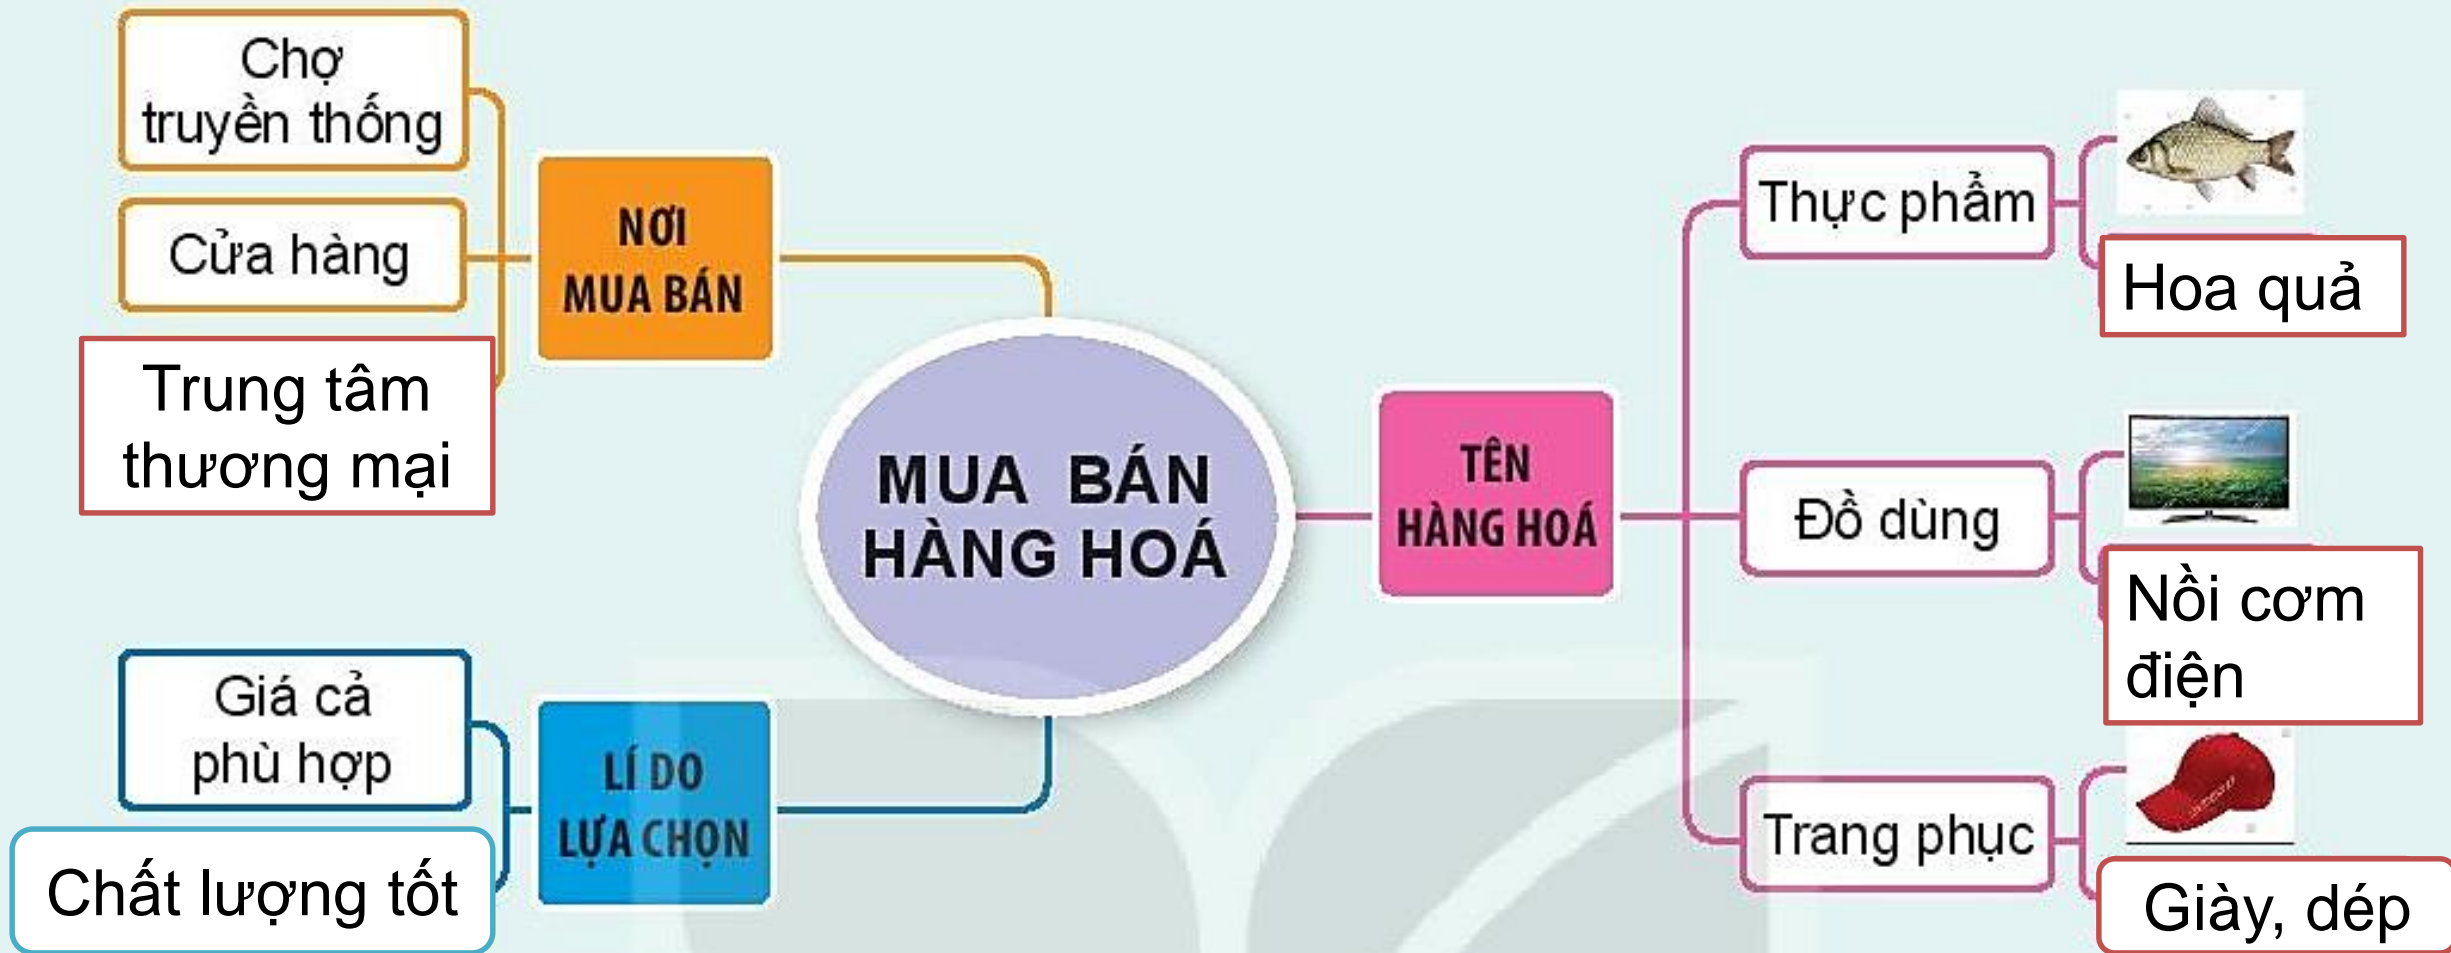 Chợ
truyền thống
Cửa hàng
Trung tâm
thương mại
NƠI
MUA BÁN
MUA BÁN
HÀNG HOÁ
Giá cả
phù hợp
Chất lượng tốt
LÍ DO
LỰA CHỌN
TÊN
HÀNG HOÁ
Thực phẩm
Hoa quả
Đồ dùng
Nồi cơm
điện
Trang phục
Giày, dép